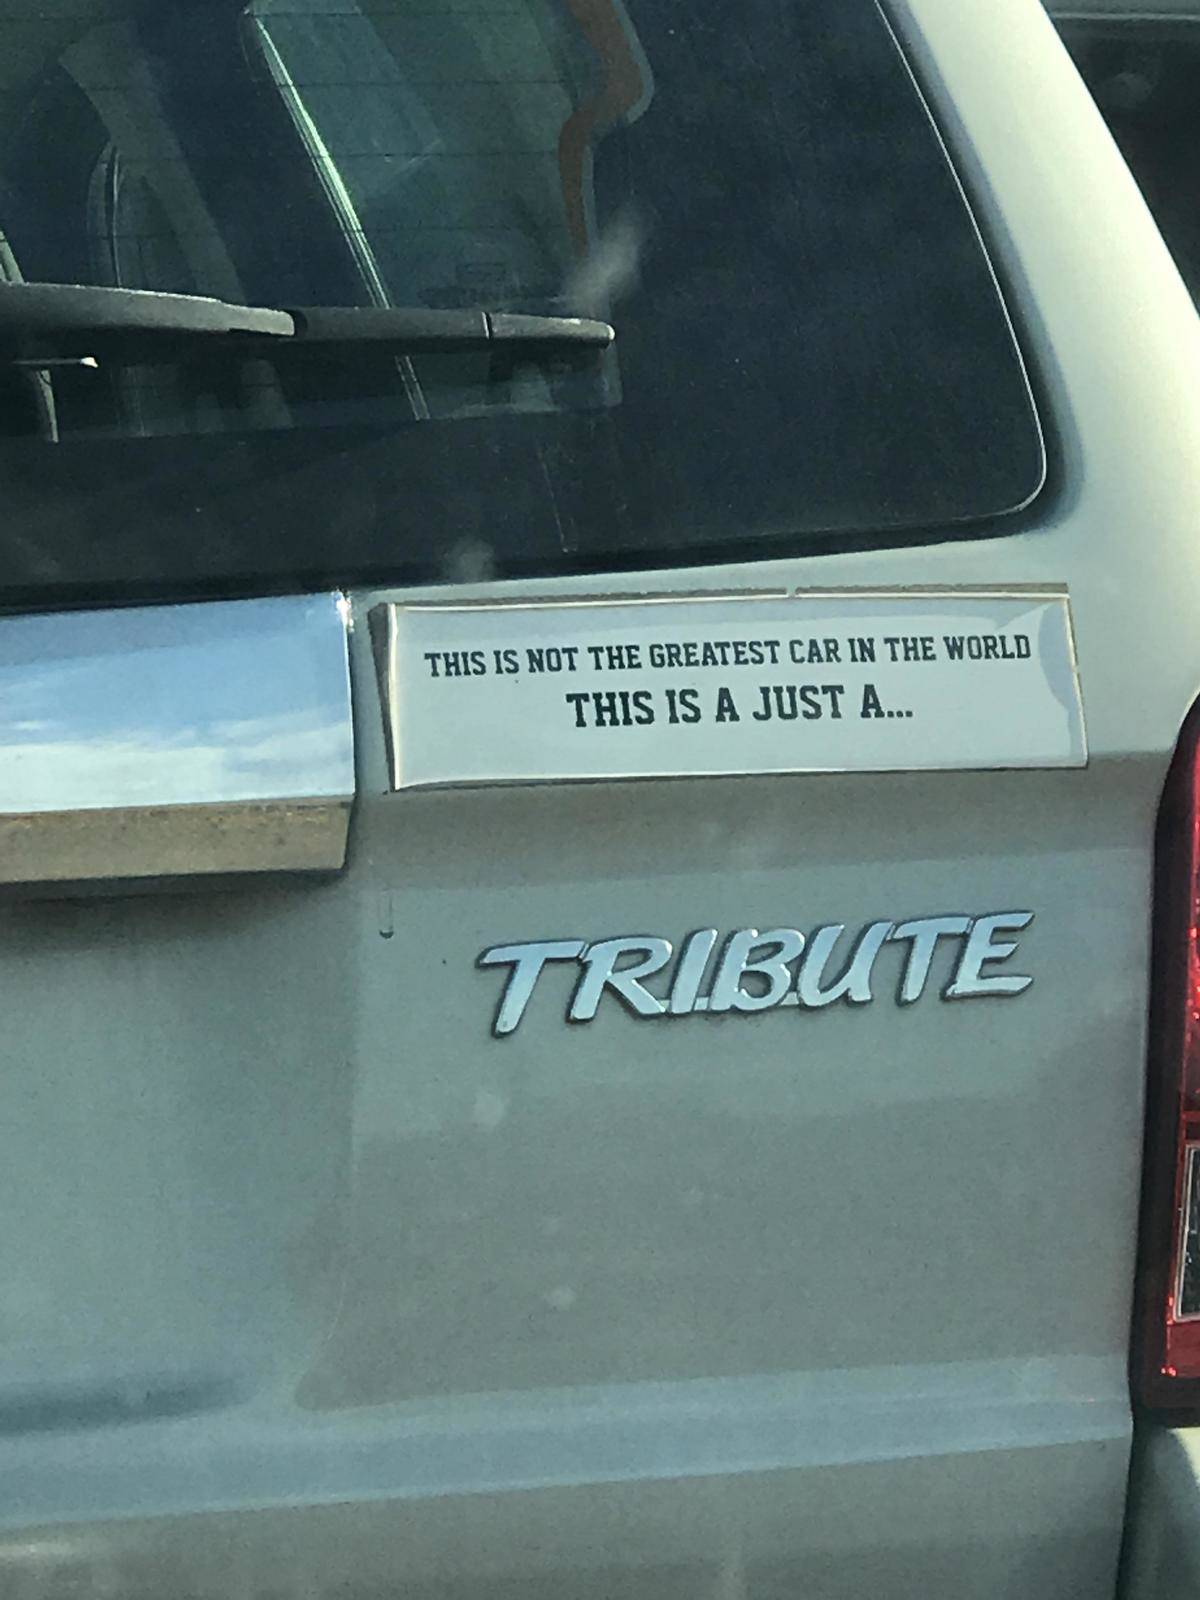 THIS IS NOT THE GREATEST CAR IN THE WORLD
THIS IS A JUST A...
TRIBUTE